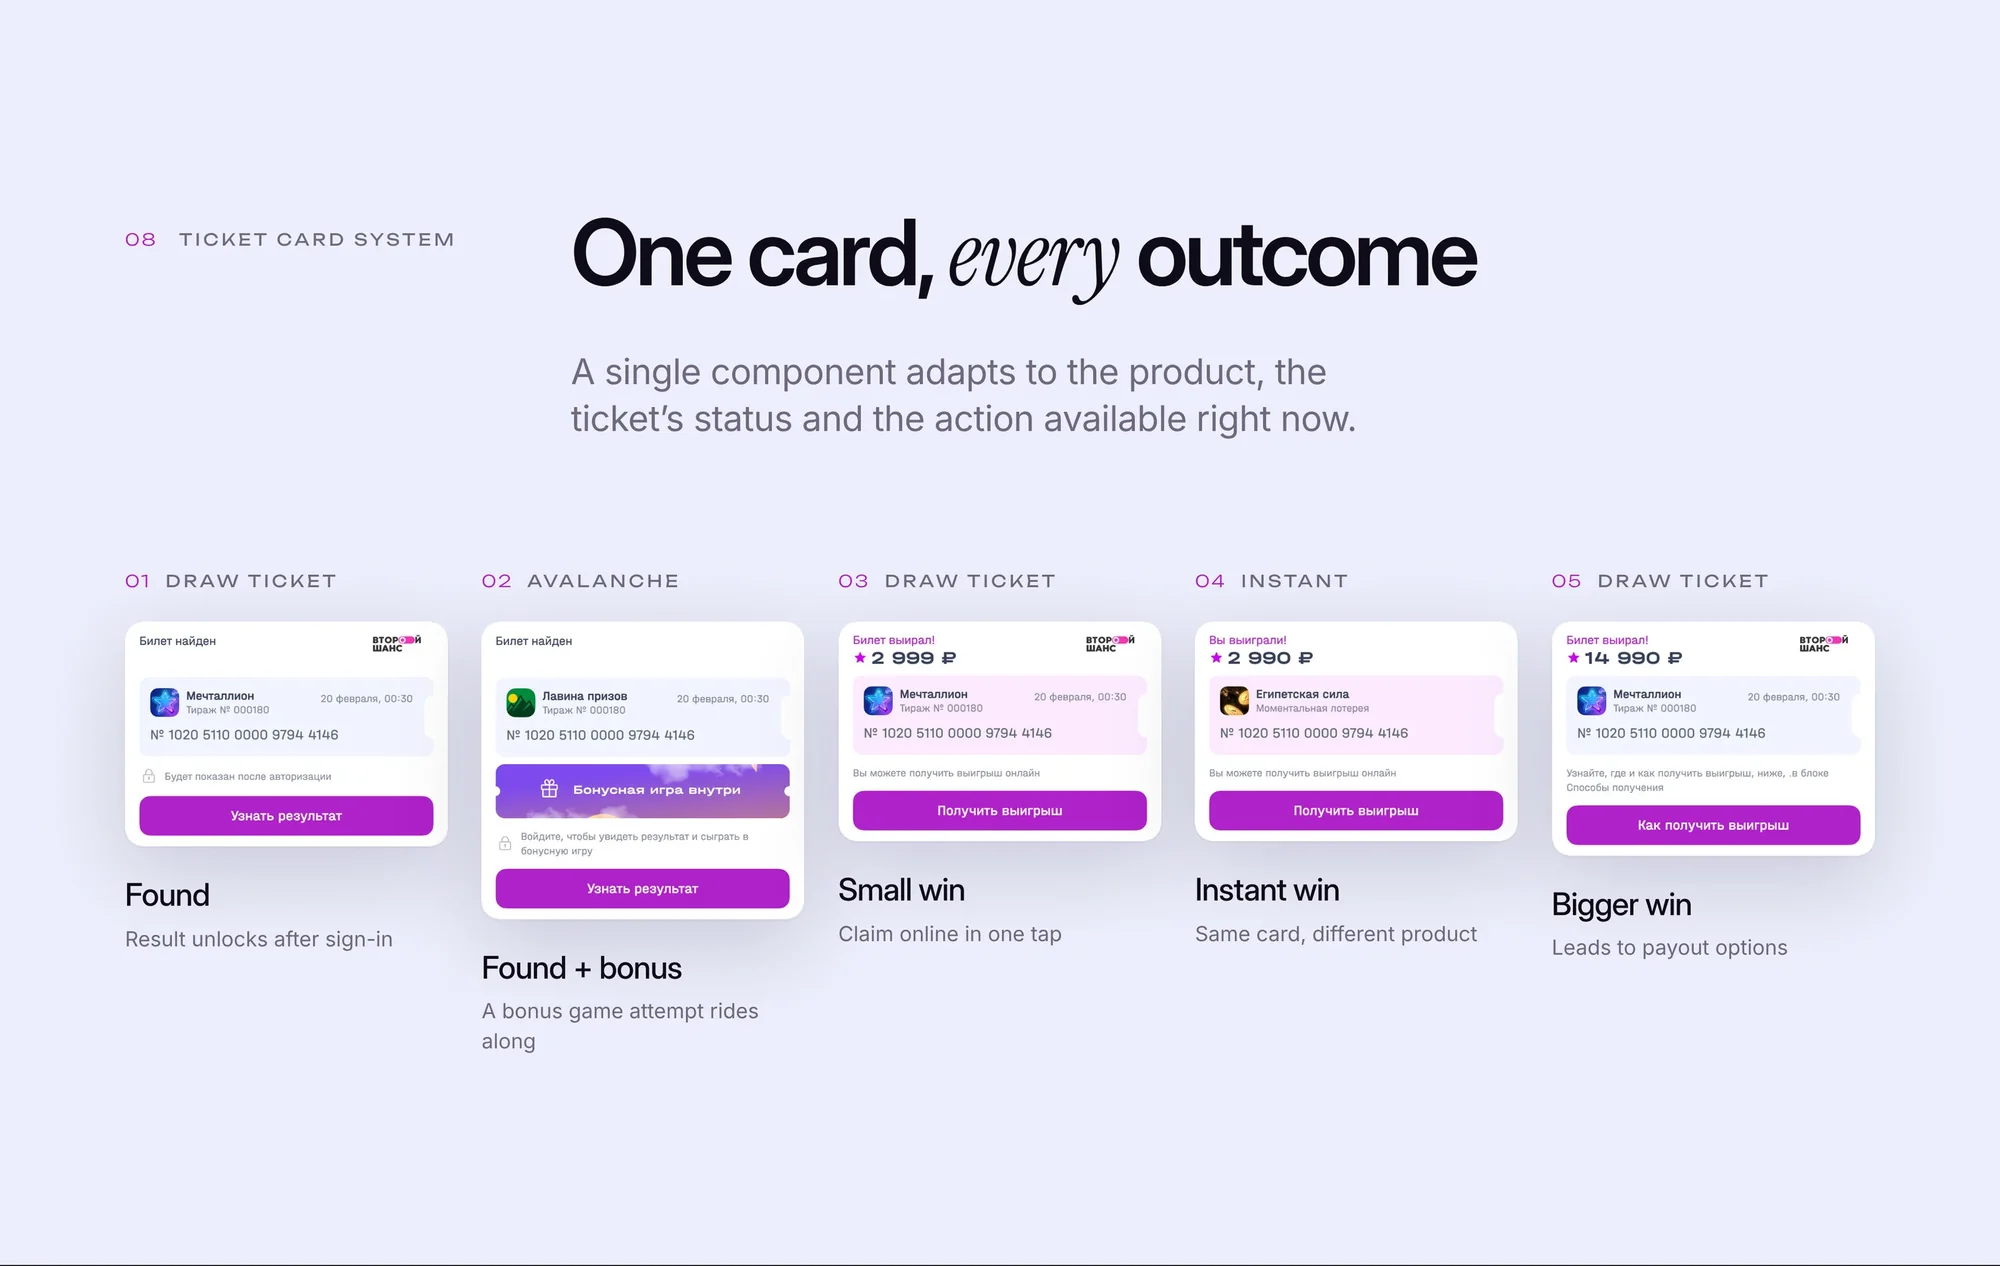 08 TICKET CARD SYSTEM
One card, every outcome
A single component adapts to the product, the
ticket’s status and the action available right now.
01 DRAW TICKET
Билет найден
ВТОРОЙ
ШАНС
Мечталлион
20 февраля, 00:30
Тираж № 000180
№ 1020 5110 0000 9794 4146
Будет показан после авторизации
Узнать результат
Found
Result unlocks after sign-in
02 AVALANCHE
Билет найден
Лавина призов
20 февраля, 00:30
Тираж № 000180
№ 1020 5110 0000 9794 4146
Бонусная игра внутри
Войдите, чтобы увидеть результат и сыграть в
бонусную игру
Узнать результат
Found + bonus
A bonus game attempt rides
along
03 DRAW TICKET
Билет выирал!
2 999 ₽
ВТОРОЙ
ШАНС
Мечталлион
20 февраля, 00:30
Тираж № 000180
№ 1020 5110 0000 9794 4146
Вы можете получить выигрыш онлайн
Получить выигрыш
Small win
Claim online in one tap
04 INSTANT
Вы выиграли!
2 990 ₽
Египетская сила
Моментальная лотерея
№ 1020 5110 0000 9794 4146
Вы можете получить выигрыш онлайн
Получить выигрыш
Instant win
Same card, different product
05 DRAW TICKET
Билет выирал!
14 990 ₽
ВТОРОЙ
ШАНС
Мечталлион
20 февраля, 00:30
Тираж № 000180
№ 1020 5110 0000 9794 4146
Узнайте, где и как получить выигрыш, ниже, .в блоке
Способы получения
Как получить выигрыш
Bigger win
Leads to payout options